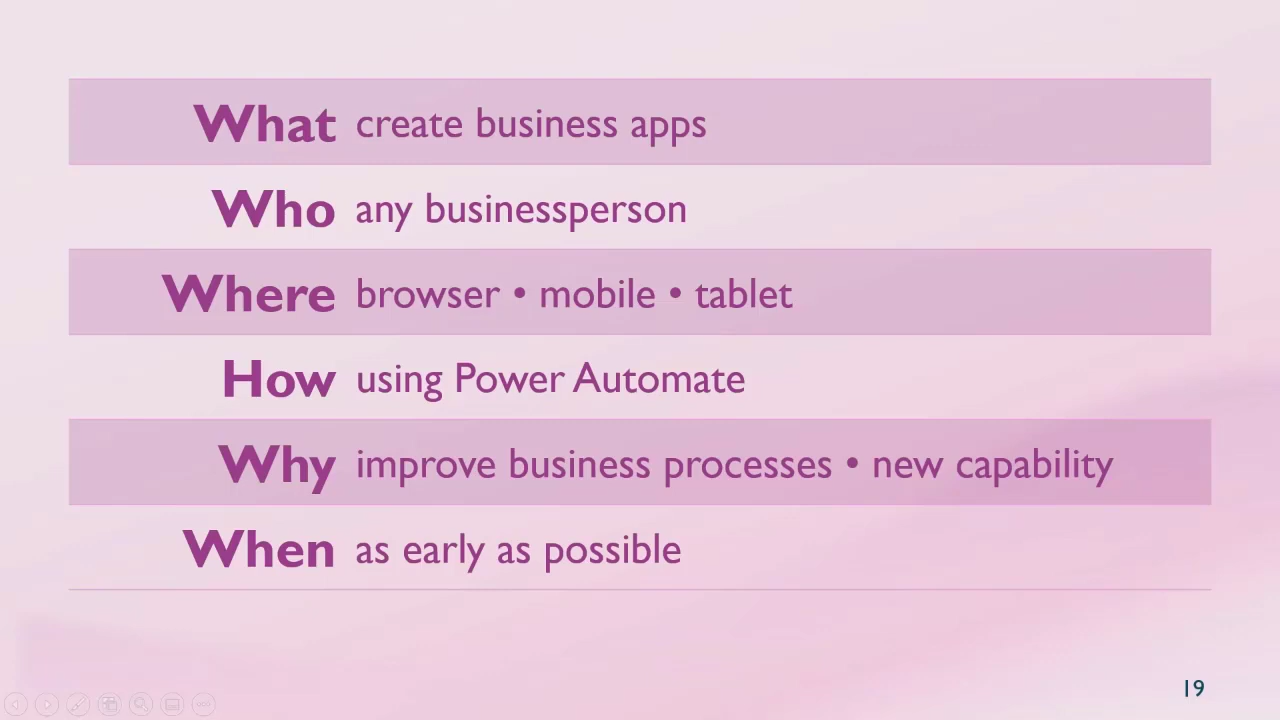 What create business apps
Who any businessperson
Where browser • mobile • tablet
How using Power Automate
Why improve business processes • new capability
When as early as possible
19